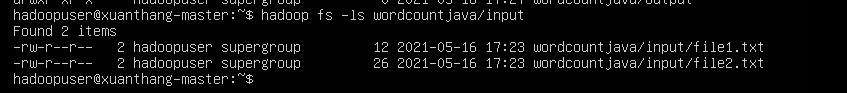 hadoopuser@xuanthang-master:~$ hadoop fs -ls wordcountjava/input
Found 2 items
-rw-r--r--   2 hadoopuser supergroup         12 2021-05-16 17:23 wordcountjava/input/file1.txt
-rw-r--r--   2 hadoopuser supergroup         26 2021-05-16 17:23 wordcountjava/input/file2.txt
hadoopuser@xuanthang-master:~$